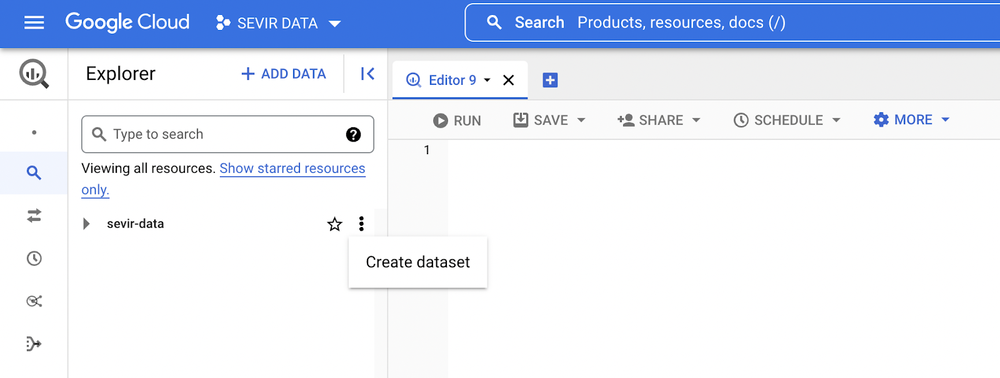 Google Cloud SEVIR DATA Search Products, resources, docs (/)
Explorer + ADD DATA Editor 9
RUN SAVE SHARE SCHEDULE MORE
Type to search ?
1
Viewing all resources. Show starred resources
only.
sevir-data
Create dataset